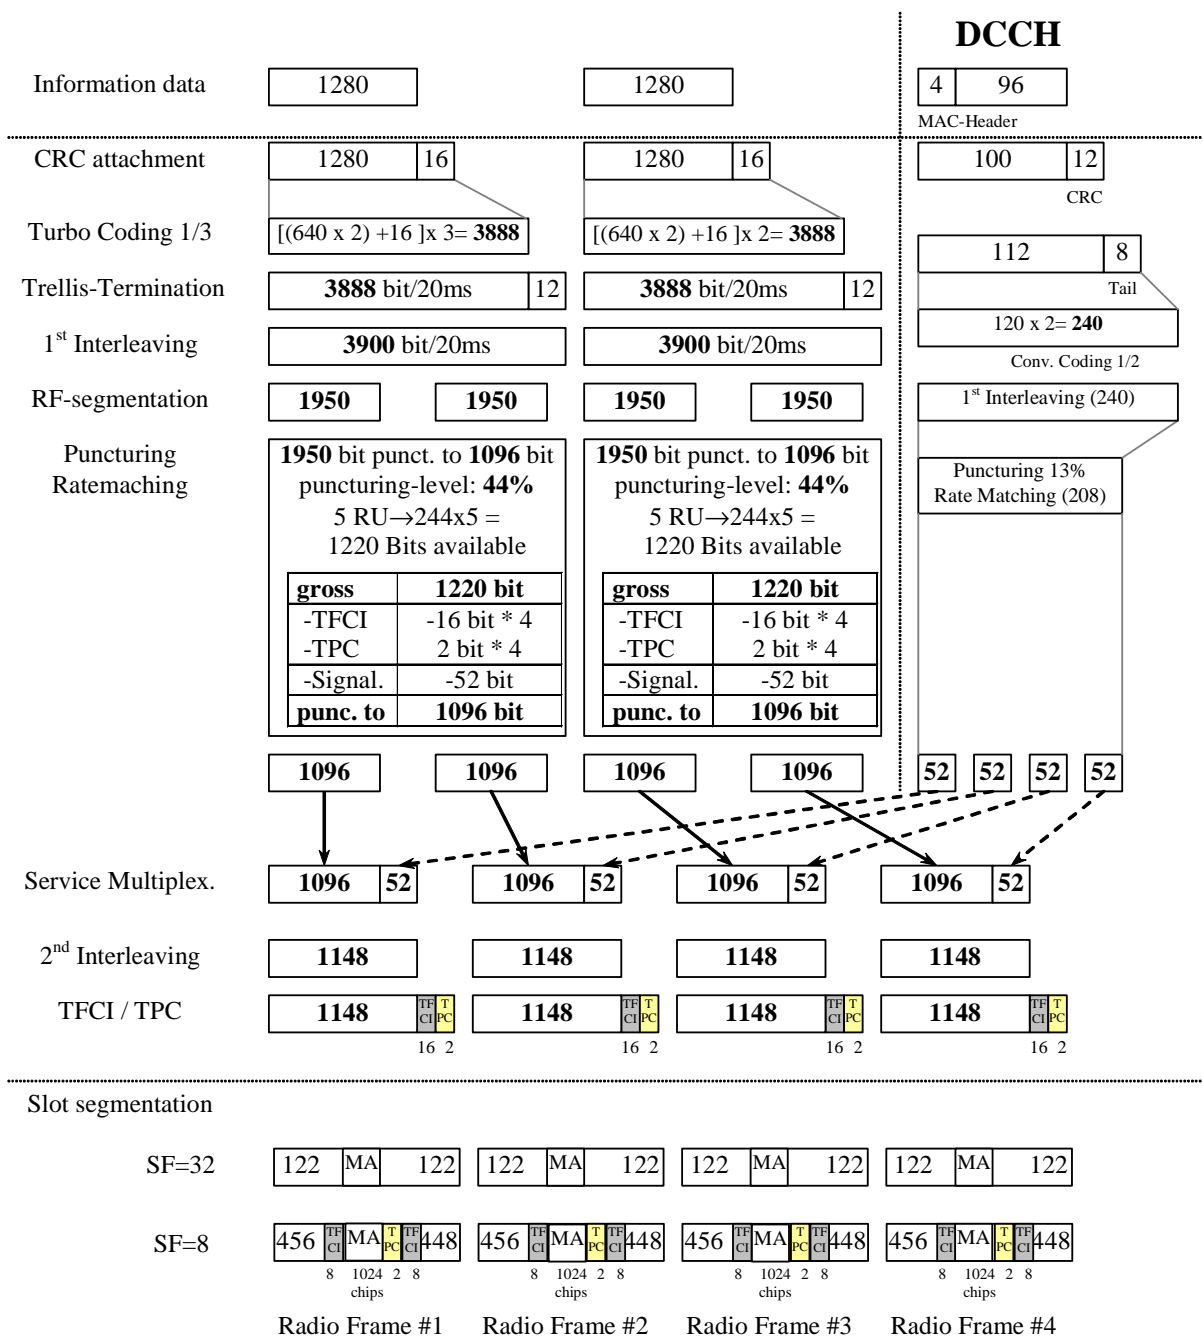 DCCH
Information data 1280 1280 4 96
MAC-Header
CRC attachment 1280 16 1280 16 100 12
CRC
Turbo Coding 1/3 [(640 x 2) +16 ]x 3= 3888 [(640 x 2) +16 ]x 2= 3888
112 8
Tail
Trellis-Termination 3888 bit/20ms 12 3888 bit/20ms 12
120 x 2= 240
Conv. Coding 1/2
1st Interleaving 3900 bit/20ms 3900 bit/20ms
RF-segmentation 1950 1950 1950 1950 1st Interleaving (240)
Puncturing
Ratemaching
1950 bit punct. to 1096 bit
puncturing-level: 44%
5 RU→244x5 =
1220 Bits available
gross 1220 bit
-TFCI -16 bit * 4
-TPC 2 bit * 4
-Signal. -52 bit
punc. to 1096 bit
1950 bit punct. to 1096 bit
puncturing-level: 44%
5 RU→244x5 =
1220 Bits available
gross 1220 bit
-TFCI -16 bit * 4
-TPC 2 bit * 4
-Signal. -52 bit
punc. to 1096 bit
Puncturing 13%
Rate Matching (208)
1096 1096 1096 1096 52 52 52 52
Service Multiplex. 1096 52 1096 52 1096 52 1096 52
2nd Interleaving 1148 1148 1148 1148
TFCI / TPC 1148 TF CI T PC 1148 TF CI T PC 1148 TF CI T PC 1148 TF CI T PC
16 2 16 2 16 2 16 2
Slot segmentation
SF=32 122 MA 122 122 MA 122 122 MA 122 122 MA 122
SF=8 456 TF CI MA T PC TF CI 448 456 TF CI MA T PC TF CI 448 456 TF CI MA T PC TF CI 448 456 TF CI MA T PC TF CI 448
8 1024 2 8 8 1024 2 8 8 1024 2 8 8 1024 2 8
chips chips chips chips
Radio Frame #1 Radio Frame #2 Radio Frame #3 Radio Frame #4